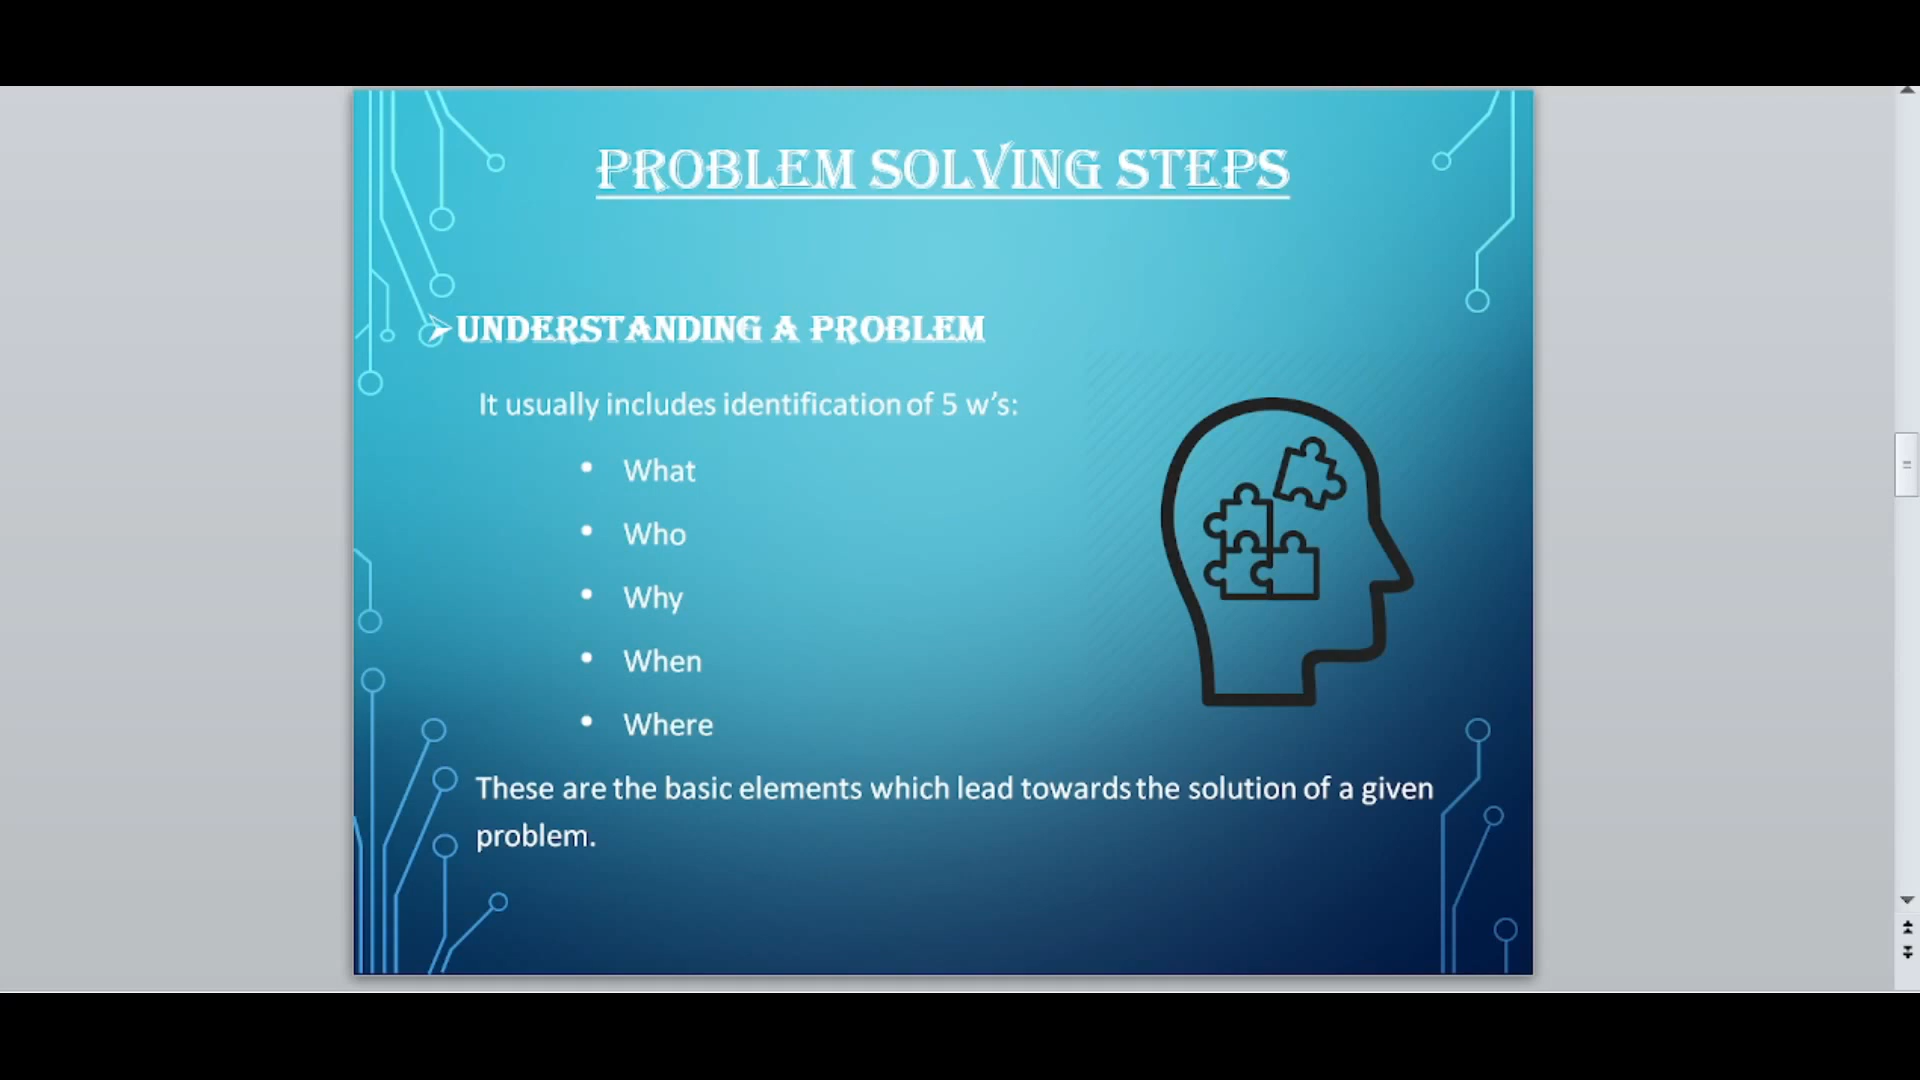 PROBLEM SOLVING STEPS
➢UNDERSTANDING A PROBLEM
It usually includes identification of 5 w's:
• What
• Who
• Why
• When
• Where
These are the basic elements which lead towards the solution of a given
problem.